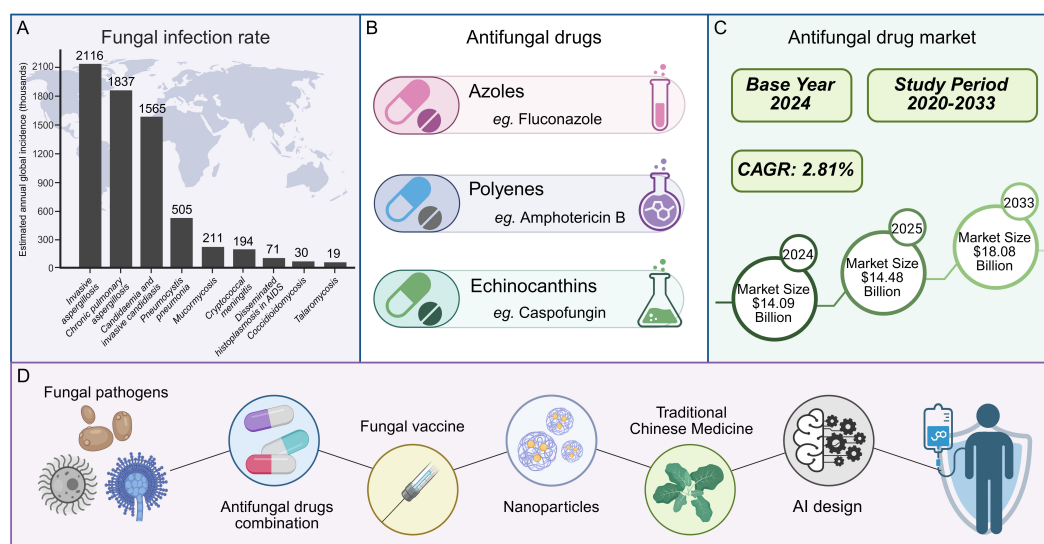 A
Fungal infection rate
Estimated annual global incidence (thousands)
2100
1800
1500
1200
900
600
300
0
2116
1837
1565
505
211
194
71
30
19
Invasive
aspergillosis
Chronic pulmonary
aspergillosis
Candidaemia and
invasive candidiasis
Pneumocystis
pneumonia
Mucormycosis
Cryptococcal
meningitis
Disseminated
histoplasmosis in AIDS
Coccidioidomycosis
Talaromycosis
B
Antifungal drugs
Azoles
eg. Fluconazole
Polyenes
eg. Amphotericin B
Echinocanthins
eg. Caspofungin
C
Antifungal drug market
Base Year
2024
Study Period
2020-2033
CAGR: 2.81%
2024
Market Size
$14.09
Billion
2025
Market Size
$14.48
Billion
2033
Market Size
$18.08
Billion
D
Fungal pathogens
Antifungal drugs
combination
Fungal vaccine
Nanoparticles
Traditional
Chinese Medicine
AI design